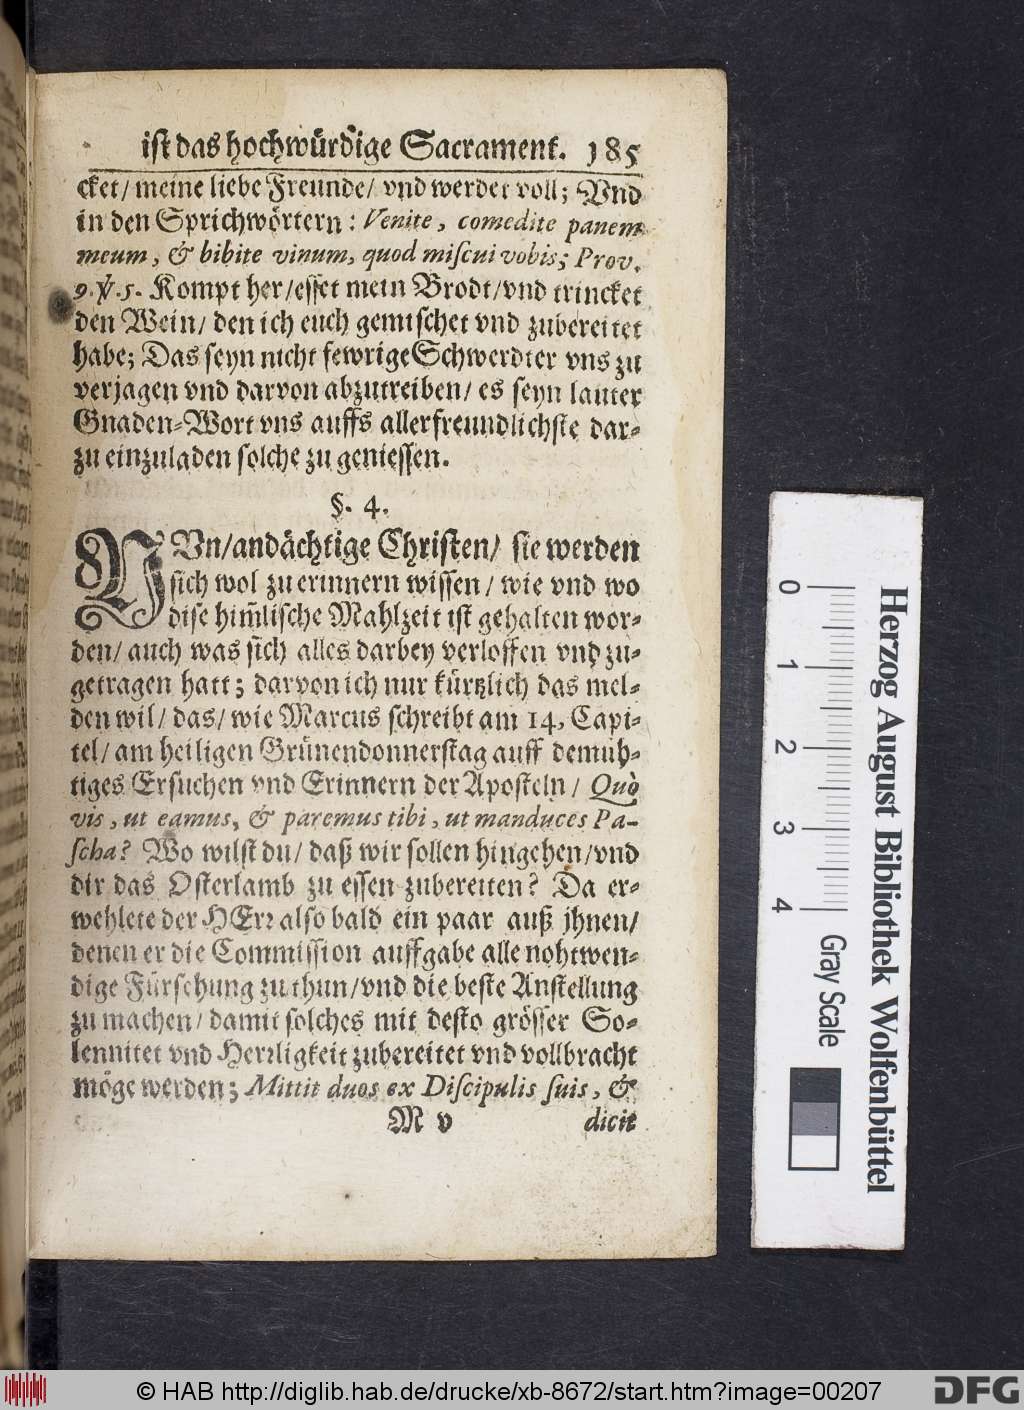 ist das hochwürdige Sacrament. 185
cket/ meine liebe Freunde/ vnd werdet voll; Vnd
in den Sprichwörtern: Venite, comedite panem
meum, & bibite vinum, quod miſcui vobis; Prov.
9. ℣. 5. Kompt her/ eſſet mein Brodt/ vnd trincket
den Wein/ den ich euch gemiſchet vnd zubereitet
habe; Das ſeyn nicht fewrige Schwerdter vns zu
verjagen vnd darvon abzutreiben/ es ſeyn lauter
Gnaden-Wort vns auffs allerfreundlichſte dar-
zu einzuladen ſolche zu genieſſen.
§. 4.
NVn/ andächtige Chriſten/ ſie werden
ſich wol zu erinnern wiſſen/ wie vnd wo
diſe him̃liſche Mahlzeit iſt gehalten wor-
den/ auch was ſich alles darbey verloffen vnd zu-
getragen hatt; darvon ich nur kürtzlich das mel-
den wil/ das/ wie Marcus ſchreibt am 14. Capi-
tel/ am heiligen Grünendonnerſtag auff demüh-
tiges Erſuchen vnd Erinnern der Apoſteln/ Quò
vis, ut eamus, & paremus tibi, ut manduces Pa-
ſcha? Wo wilſt du/ daß wir ſollen hingehen/ vnd
dir das Oſterlamb zu eſſen zubereiten? Da er-
wehlete der HErr alſo bald ein paar auß jhnen/
denen er die Commiſſion auffgabe alle nohtwen-
dige Fürſehung zu thun/ vnd die beſte Anſtellung
zu machen/ damit ſolches mit deſto gröſſer So-
lennitet vnd Herrligkeit zubereitet vnd vollbracht
möge werden; Mittit duos ex Diſcipulis ſuis, &
M v dicit
Herzog August Bibliothek Wolfenbüttel
0 1 2 3 4 Gray Scale
© HAB http://diglib.hab.de/drucke/xb-8672/start.htm?image=00207
DFG